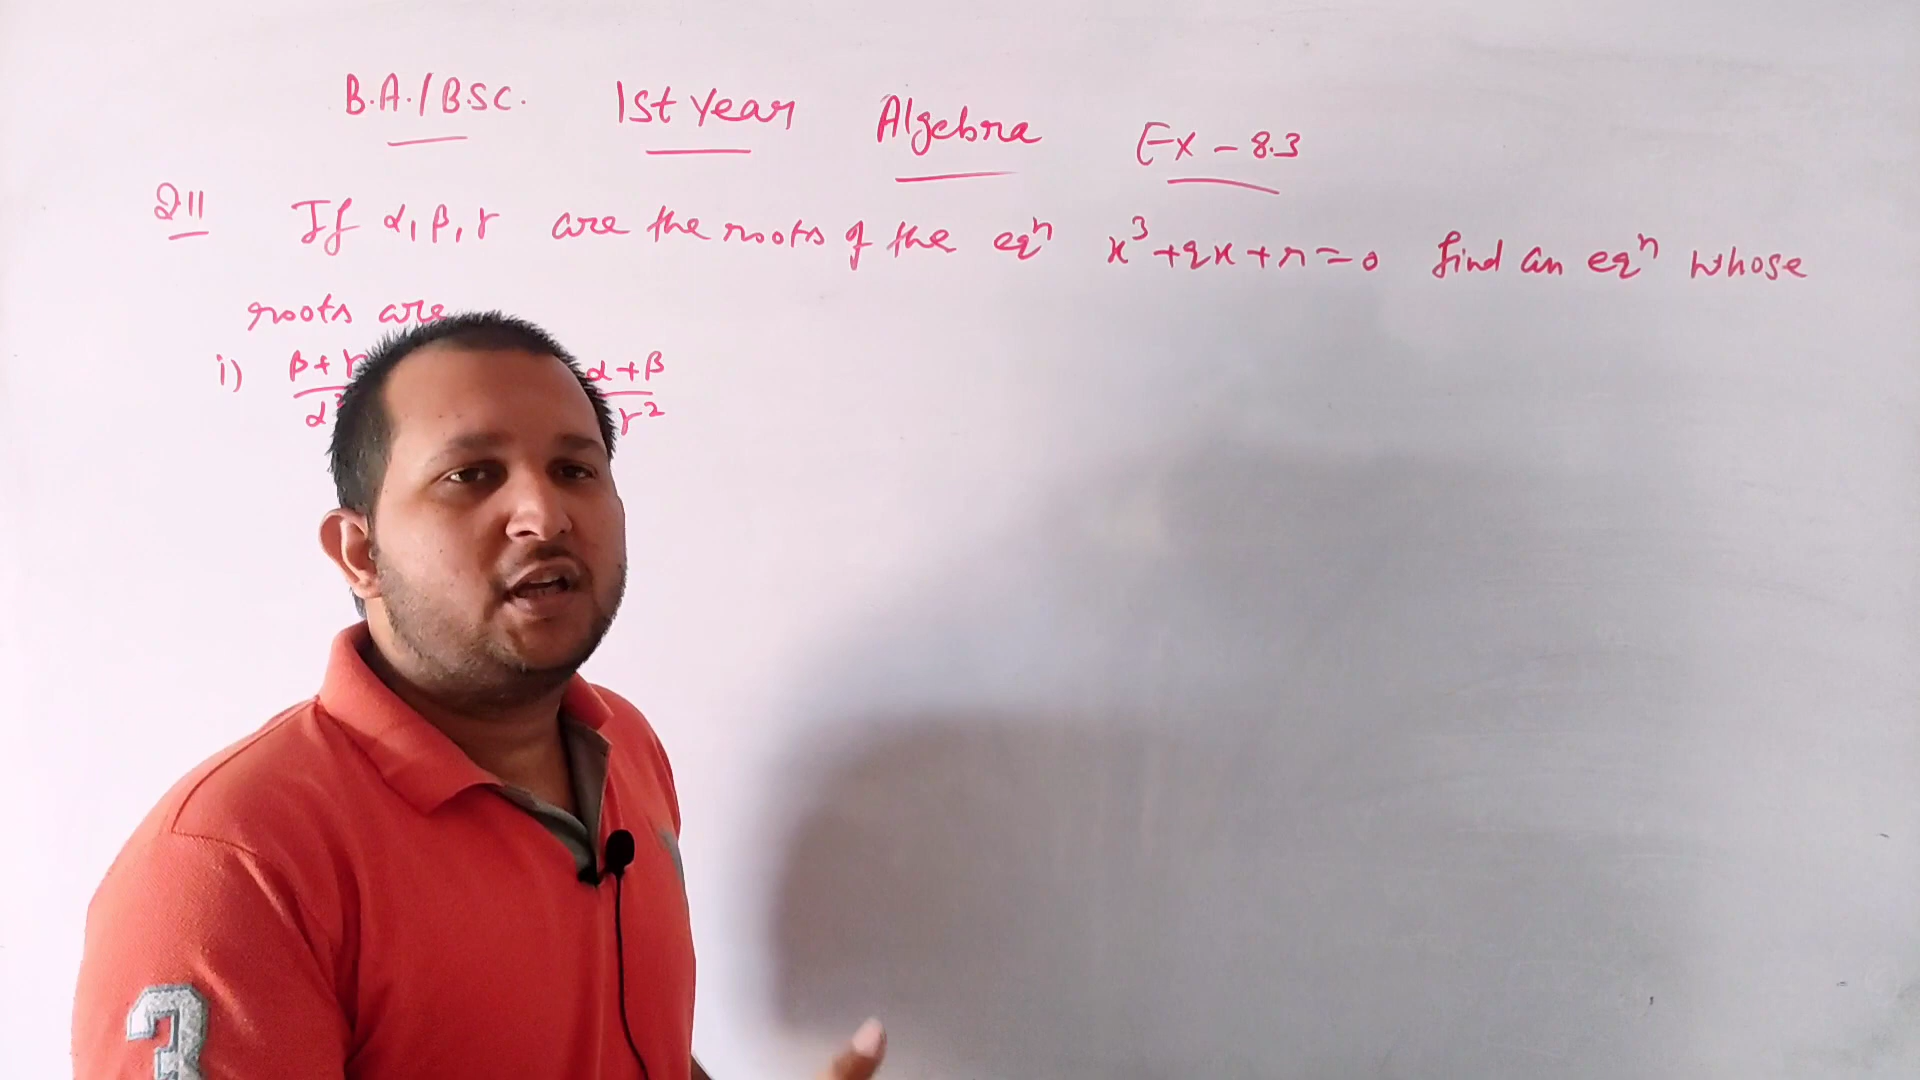 B.A./B.SC. 1st Year Algebra Ex - 8.3
Q11 If α, β, γ are the roots of the eqⁿ x³+qx+r=0 find an eqⁿ whose
roots are
i) β+γ/α² α+β/γ²
3